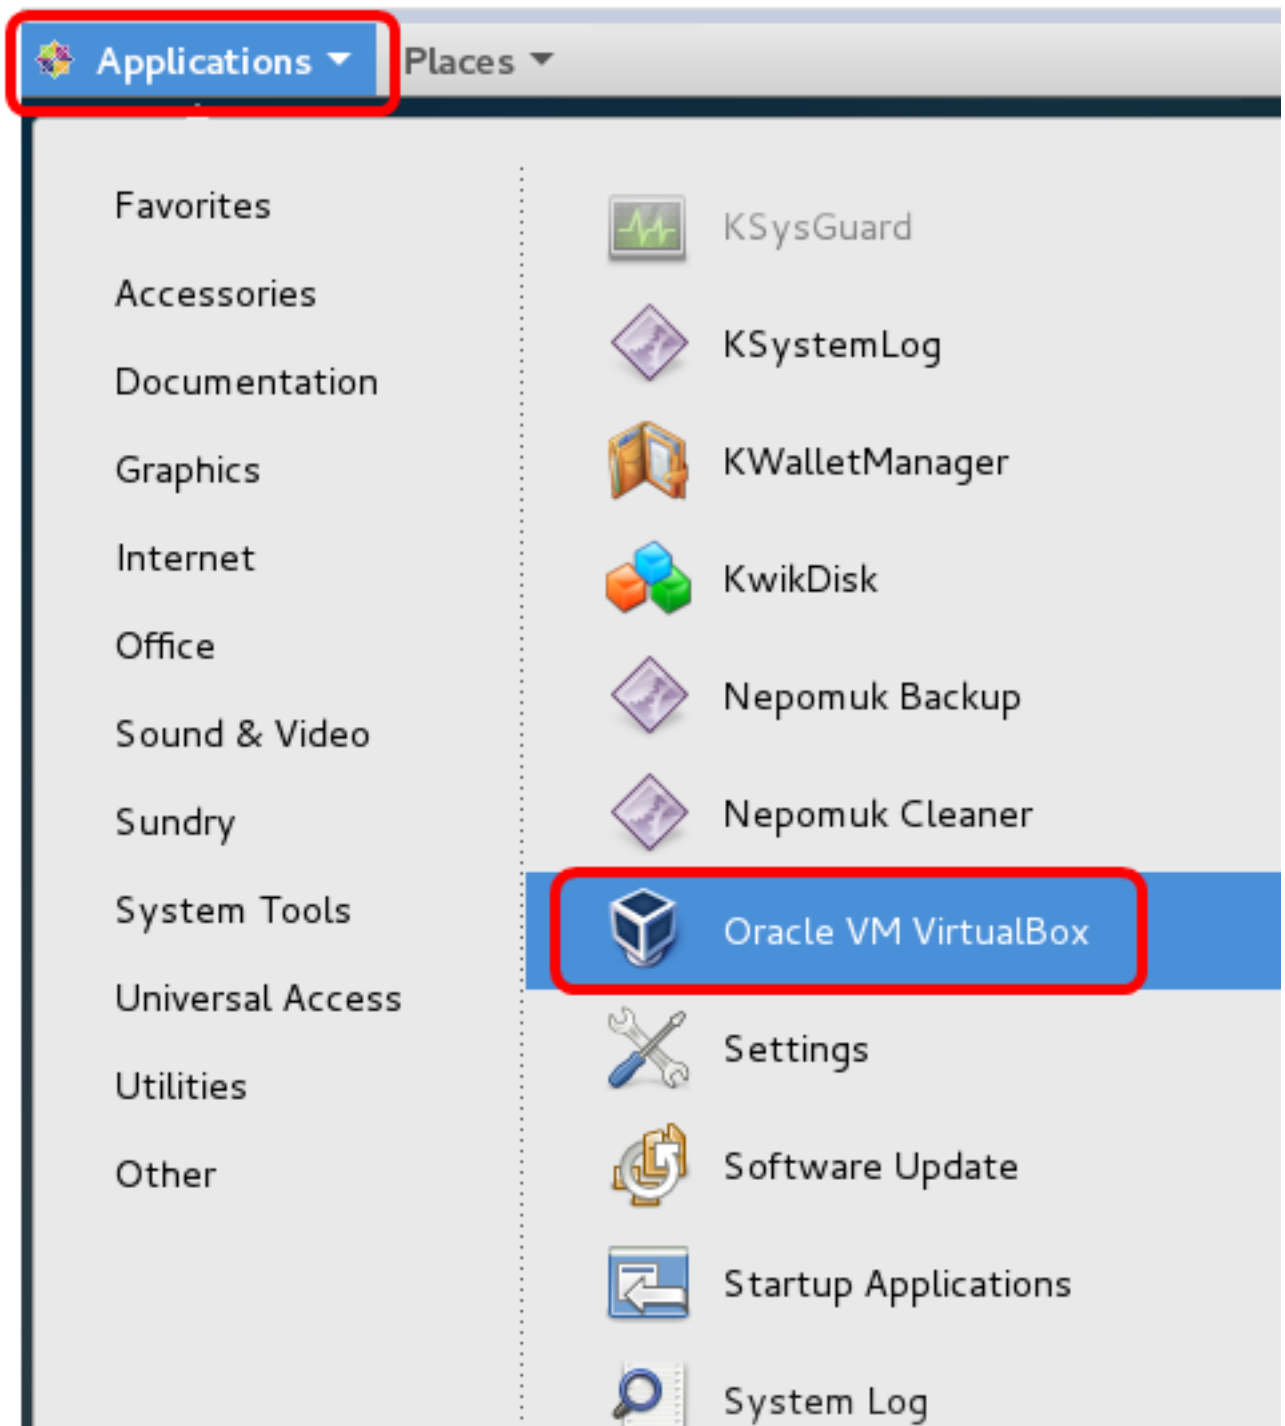 Applications Places
Favorites
Accessories
Documentation
Graphics
Internet
Office
Sound & Video
Sundry
System Tools
Universal Access
Utilities
Other
KSysGuard
KSystemLog
KWalletManager
KwikDisk
Nepomuk Backup
Nepomuk Cleaner
Oracle VM VirtualBox
Settings
Software Update
Startup Applications
System Log